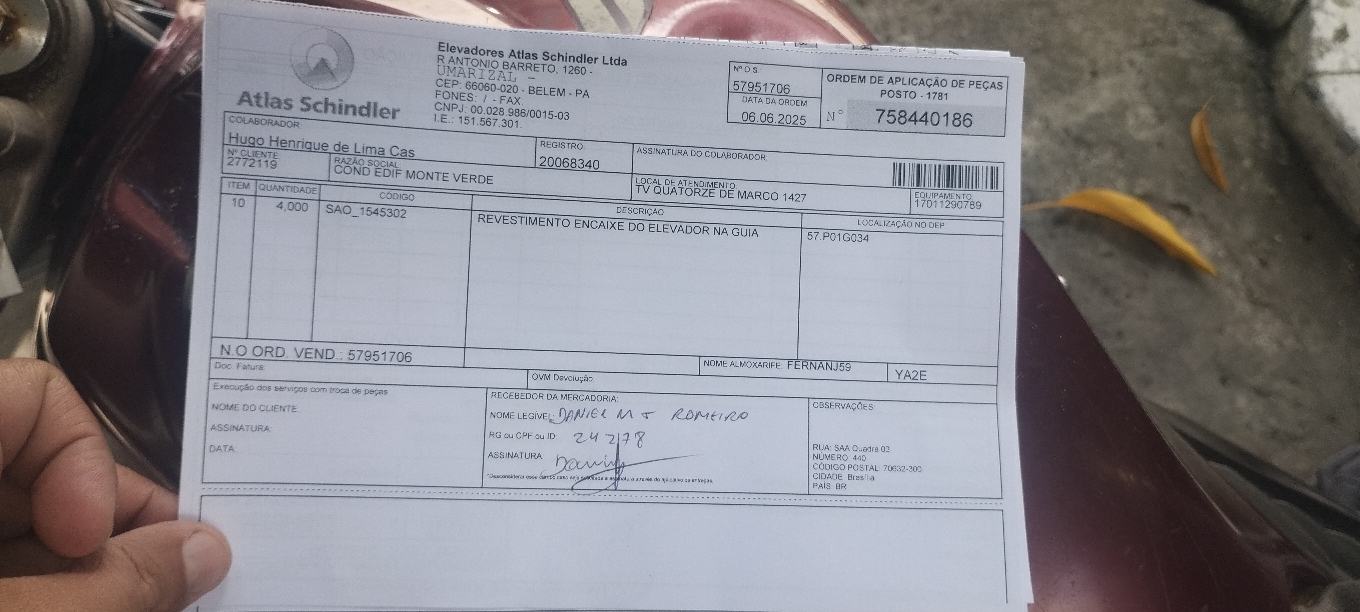 Atlas Schindler
Elevadores Atlas Schindler Ltda
R ANTONIO BARRETO, 1260 -
UMARIZAL -
CEP: 66060-020 - BELEM - PA
FONES: / - FAX.
CNPJ: 00.028.986/0015-03
I.E.: 151.567.301.
Nº O.S.
57951706
DATA DA ORDEM
06.06.2025
ORDEM DE APLICAÇÃO DE PEÇAS
POSTO - 1781
Nº 758440186
COLABORADOR:
Hugo Henrique de Lima Cas
REGISTRO:
20068340
ASSINATURA DO COLABORADOR:
Nº CLIENTE
2772119
RAZÃO SOCIAL
COND EDIF MONTE VERDE
LOCAL DE ATENDIMENTO
TV QUATORZE DE MARCO 1427
EQUIPAMENTO:
17011290789
ITEM QUANTIDADE CÓDIGO DESCRIÇÃO LOCALIZAÇÃO NO DEP
10 4,000 SAO_1545302 REVESTIMENTO ENCAIXE DO ELEVADOR NA GUIA 57.P01G034
N.O ORD. VEND.: 57951706
NOME ALMOXARIFE: FERNANJ59
YA2E
Doc. Fatura:
OVM Devolução:
Execução dos serviços com troca de peças
NOME DO CLIENTE:
ASSINATURA:
DATA:
RECEBEDOR DA MERCADORIA:
NOME LEGÍVEL: DANIEL M J ROMEIRO
RG ou CPF ou ID: 242178
ASSINATURA
OBSERVAÇÕES:
RUA: SAA Quadra 03
NÚMERO: 440
CÓDIGO POSTAL: 70632-300
CIDADE: Brasília
PAÍS: BR